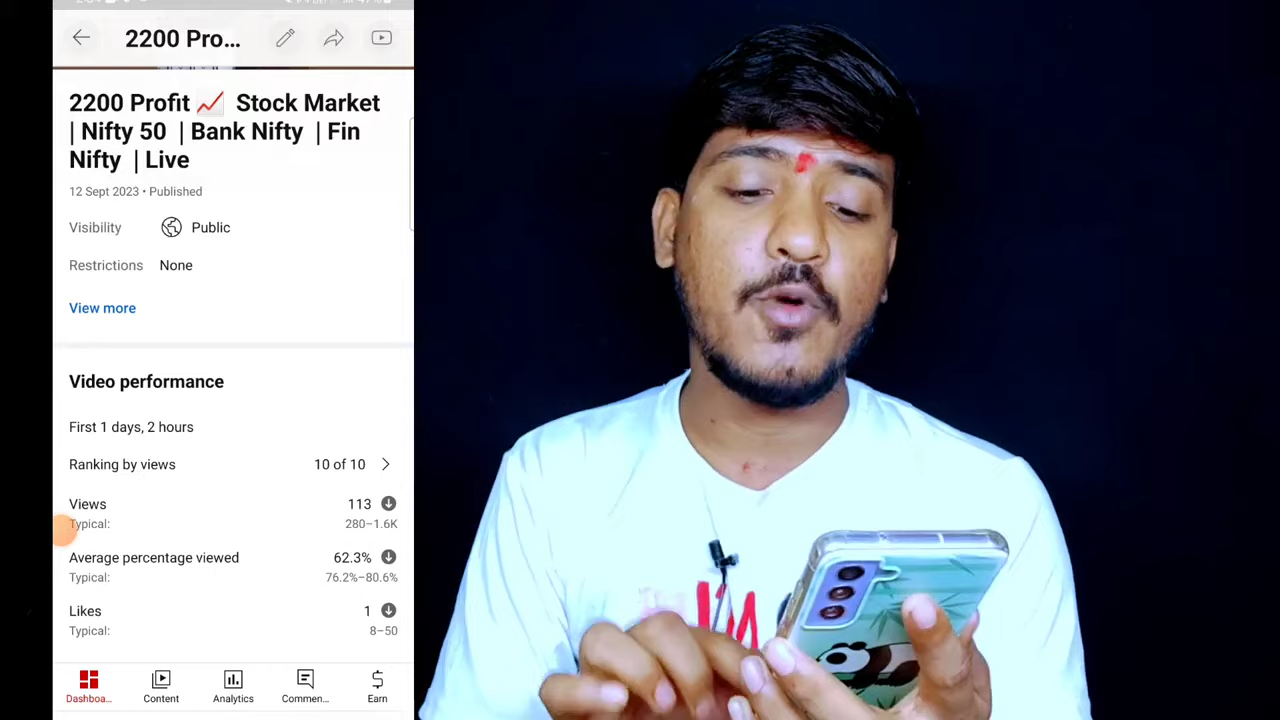 2200 Pro...
2200 Profit 📈 Stock Market
| Nifty 50 | Bank Nifty | Fin
Nifty | Live
12 Sept 2023 • Published
Visibility Public
Restrictions None
View more
Video performance
First 1 days, 2 hours
Ranking by views 10 of 10
Views 113
Typical: 280–1.6K
Average percentage viewed 62.3%
Typical: 76.2%–80.6%
Likes 1
Typical: 8–50
Dashboa... Content Analytics Commen... Earn